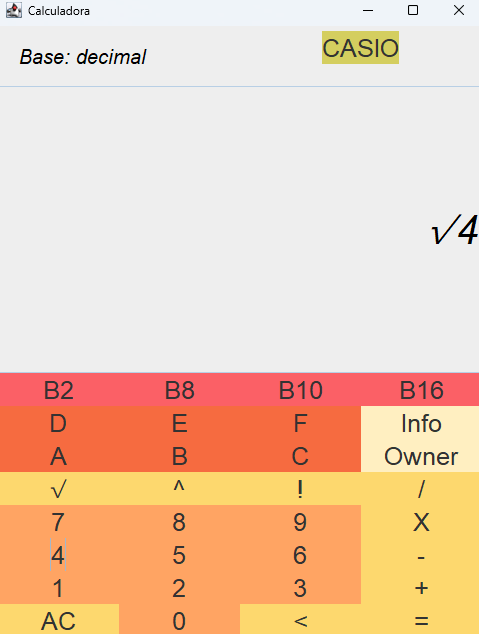 Calculadora
Base: decimal CASIO
√4
B2 B8 B10 B16
D E F Info
A B C Owner
√ ^ ! /
7 8 9 X
4 5 6 -
1 2 3 +
AC 0 < =